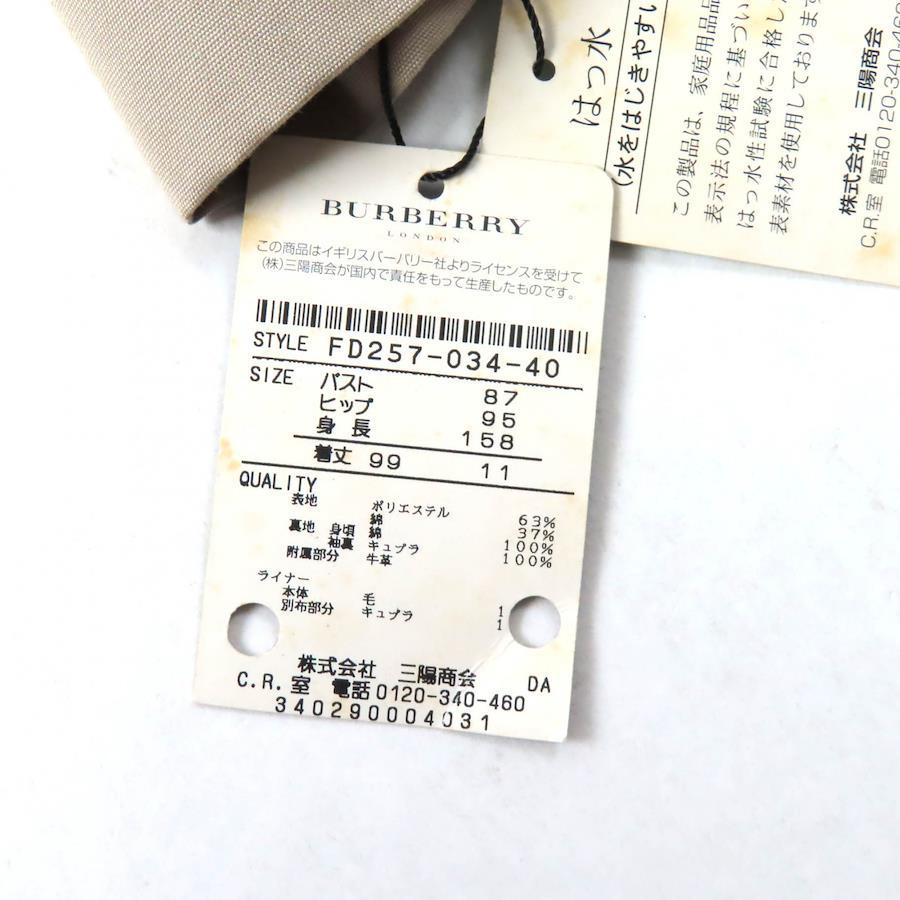 BURBERRY
LONDON
この商品はイギリスバーバリー社よりライセンスを受けて
(株)三陽商会が国内で責任をもって生産したものです。
STYLE FD257-034-40
SIZE バスト 87
ヒップ 95
身長 158
着丈 99 11
QUALITY
表地 ポリエステル 63%
綿 37%
裏地 身頃 綿 100%
袖裏 キュプラ 100%
附属部分 牛革
ライナー
本体 毛 1
別布部分 キュプラ 1
株式会社 三陽商会 DA
C.R.室 電話0120-340-460
340290004031
はっ水
(水をはじきやすい
この製品は、家庭用品品
表示法の規程に基づい
はっ水性試験に合格した
表素材を使用しております
株式会社 三陽商会
C.R.室 電話0120-340-460